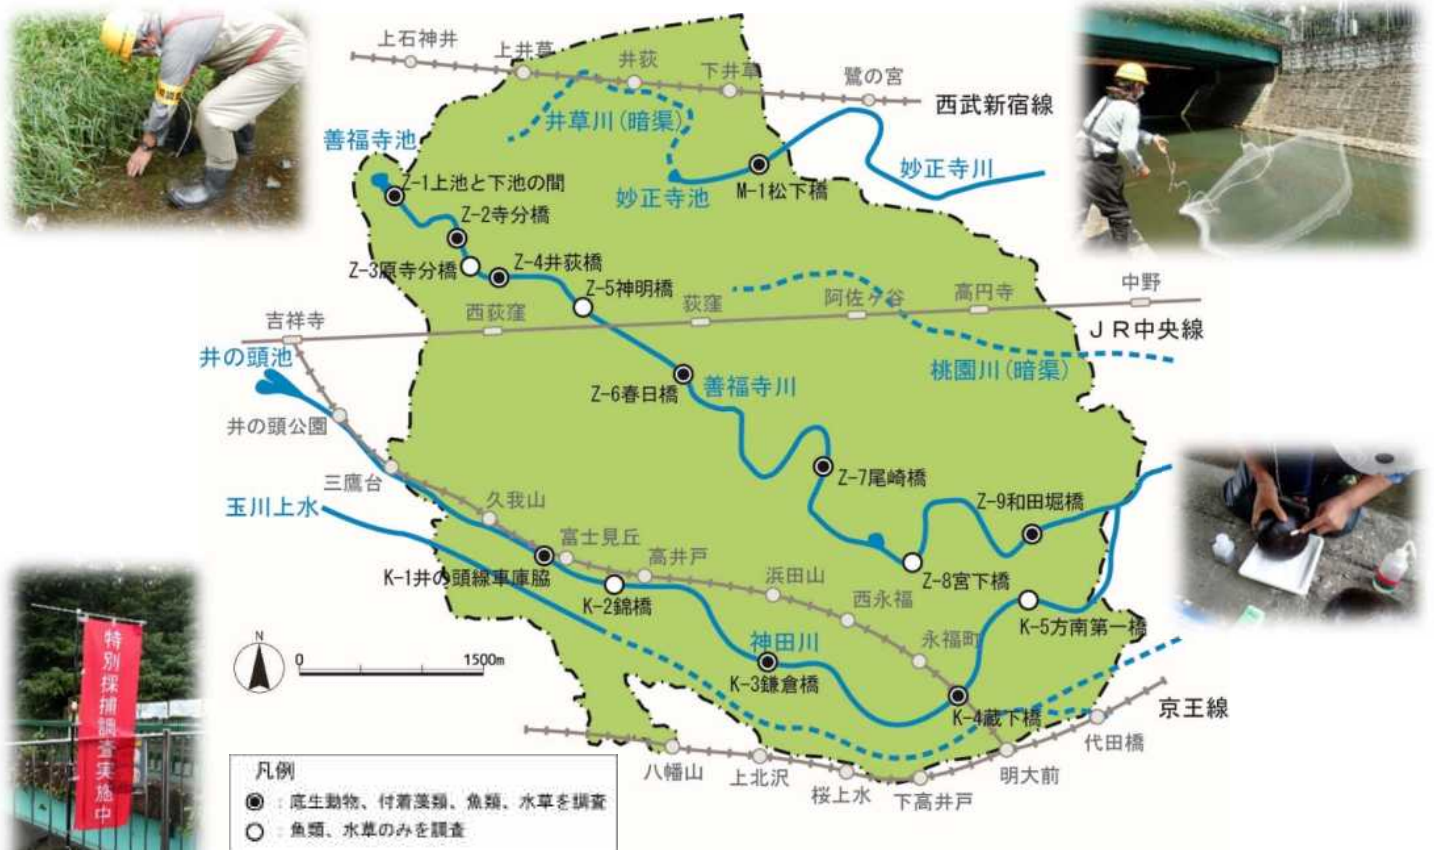 上石神井
上井草
井荻
下井草
鷺の宮
西武新宿線
井草川(暗渠)
善福寺池
妙正寺川
妙正寺池
M-1松下橋
Z-1上池と下池の間
Z-2寺分橋
Z-3原寺分橋
Z-4井荻橋
Z-5神明橋
中野
高円寺
阿佐ヶ谷
荻窪
西荻窪
吉祥寺
JR中央線
井の頭池
桃園川(暗渠)
Z-6春日橋
善福寺川
井の頭公園
三鷹台
Z-7尾崎橋
久我山
玉川上水
Z-9和田堀橋
富士見丘
高井戸
K-1井の頭線車庫脇
浜田山
Z-8宮下橋
K-2錦橋
西永福
K-5方南第一橋
N
0
1500m
神田川
永福町
K-3鎌倉橋
K-4蔵下橋
京王線
代田橋
八幡山
上北沢
桜上水
下高井戸
明大前
特別採捕調査実施中
凡例
:底生動物、付着藻類、魚類、水草を調査
:魚類、水草のみを調査